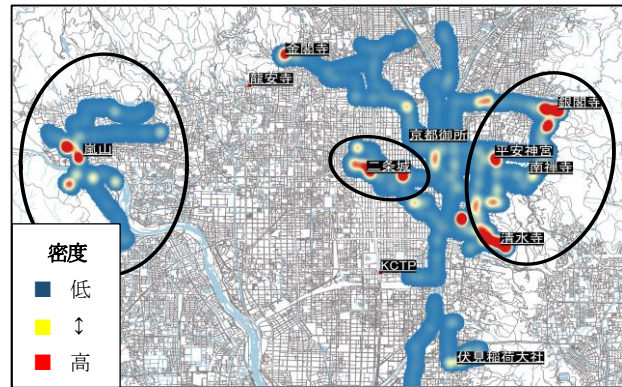 金閣寺
龍安寺
銀閣寺
京都御所
嵐山
平安神宮
二条城
南禅寺
清水寺
KCTP
伏見稲荷大社
密度
低
↕
高